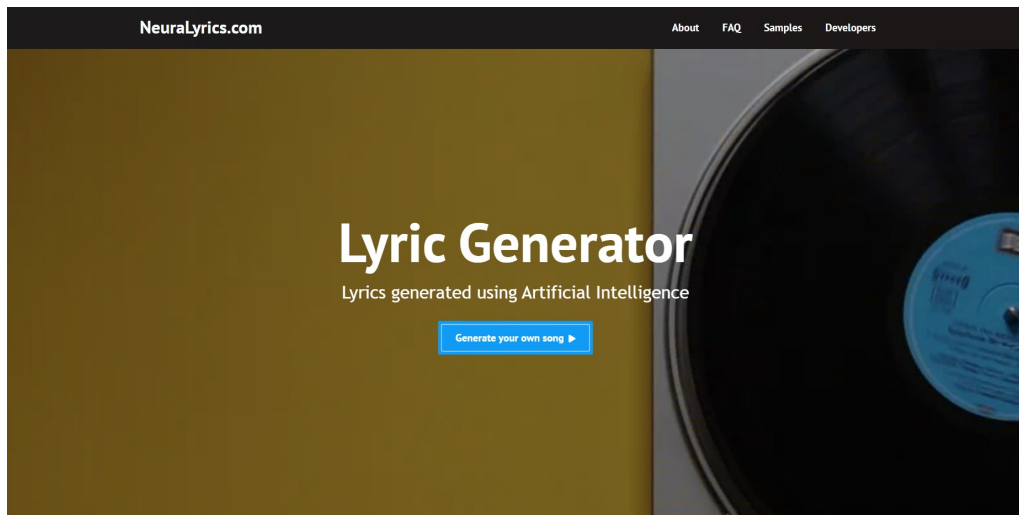 NeuraLyrics.com
About FAQ Samples Developers
Lyric Generator
Lyrics generated using Artificial Intelligence
Generate your own song